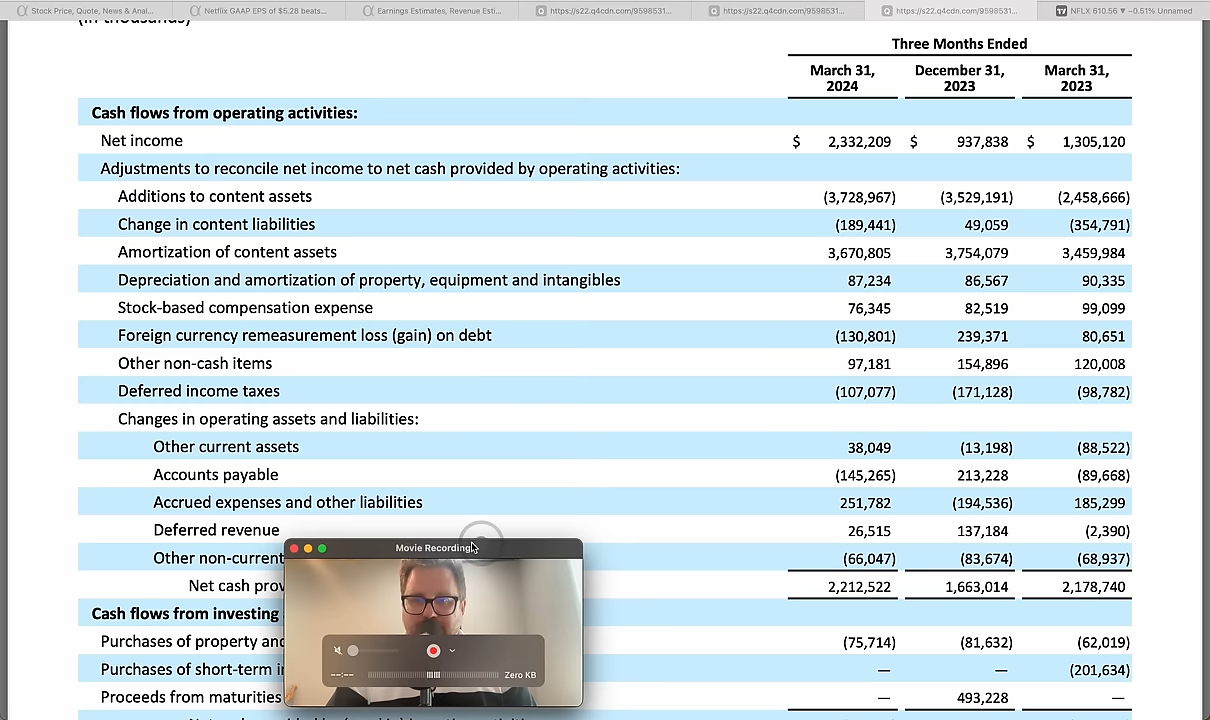 Stock Price, Quote, News & Anal...
Netflix GAAP EPS of $5.28 beats...
Earnings Estimates, Revenue Esti...
https://s22.q4cdn.com/9598531...
https://s22.q4cdn.com/9598531...
https://s22.q4cdn.com/9598531...
NFLX 610.56 ▼ −0.51% Unnamed
(in thousands)
Three Months Ended
March 31, 2024 December 31, 2023 March 31, 2023
Cash flows from operating activities:
Net income $ 2,332,209 $ 937,838 $ 1,305,120
Adjustments to reconcile net income to net cash provided by operating activities:
Additions to content assets (3,728,967) (3,529,191) (2,458,666)
Change in content liabilities (189,441) 49,059 (354,791)
Amortization of content assets 3,670,805 3,754,079 3,459,984
Depreciation and amortization of property, equipment and intangibles 87,234 86,567 90,335
Stock-based compensation expense 76,345 82,519 99,099
Foreign currency remeasurement loss (gain) on debt (130,801) 239,371 80,651
Other non-cash items 97,181 154,896 120,008
Deferred income taxes (107,077) (171,128) (98,782)
Changes in operating assets and liabilities:
Other current assets 38,049 (13,198) (88,522)
Accounts payable (145,265) 213,228 (89,668)
Accrued expenses and other liabilities 251,782 (194,536) 185,299
Deferred revenue 26,515 137,184 (2,390)
Other non-current (66,047) (83,674) (68,937)
Net cash prov 2,212,522 1,663,014 2,178,740
Cash flows from investing
Purchases of property and (75,714) (81,632) (62,019)
Purchases of short-term i — — (201,634)
Proceeds from maturities — 493,228 —
Movie Recording
--:-- Zero KB